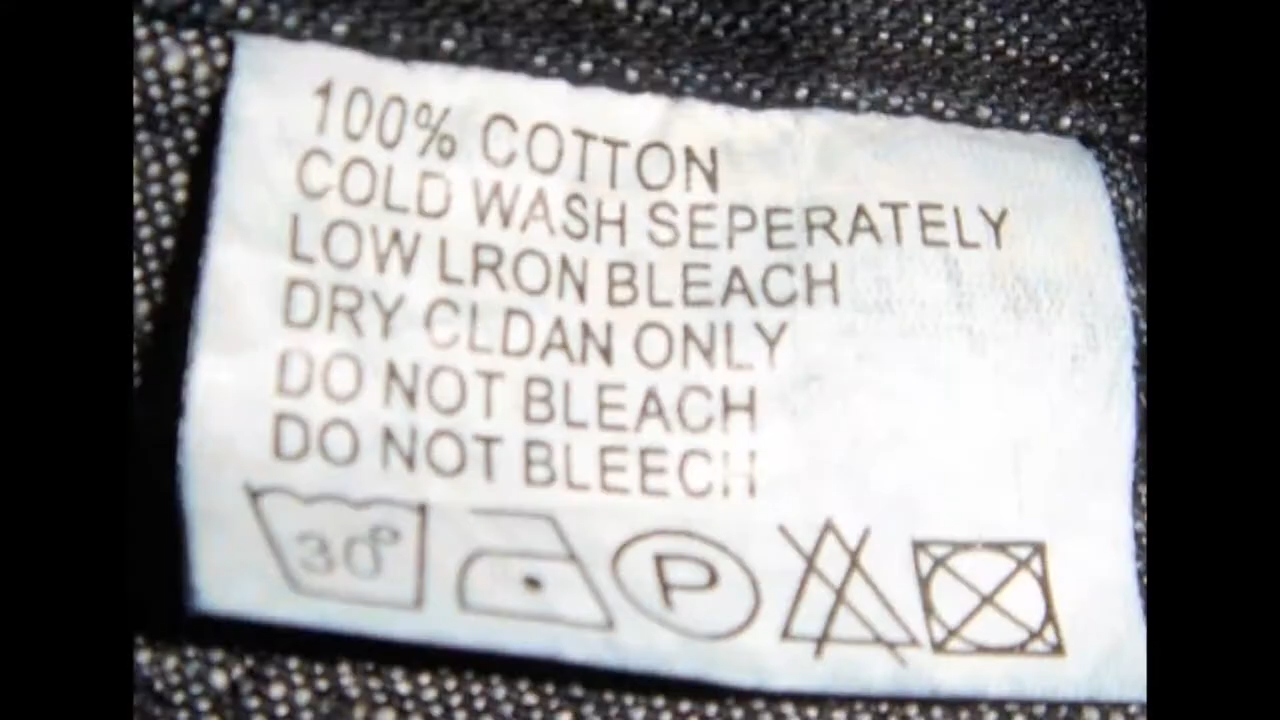 100% COTTON
COLD WASH SEPERATELY
LOW LRON BLEACH
DRY CLDAN ONLY
DO NOT BLEACH
DO NOT BLEECH
30° P